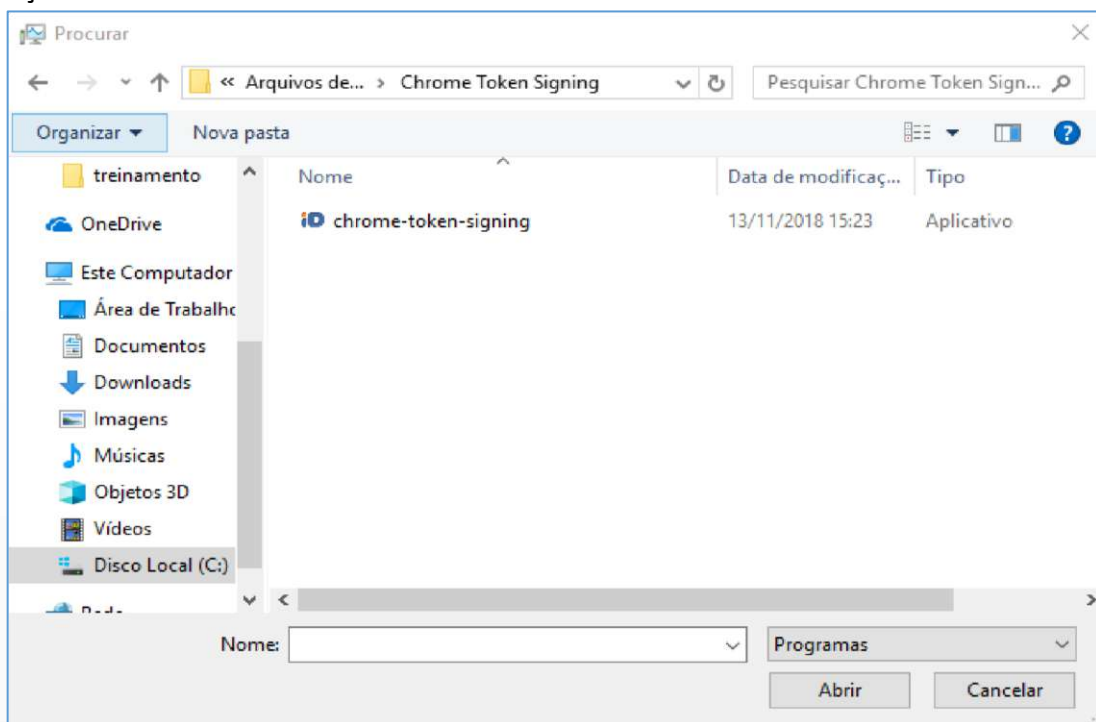 Procurar
« Arquivos de... > Chrome Token Signing
Pesquisar Chrome Token Sign...
Organizar
Nova pasta
?
treinamento
OneDrive
Este Computador
Área de Trabalho
Documentos
Downloads
Imagens
Músicas
Objetos 3D
Vídeos
Disco Local (C:)
Nome
Data de modificaç...
Tipo
iD chrome-token-signing
13/11/2018 15:23
Aplicativo
Nome:
Programas
Abrir
Cancelar